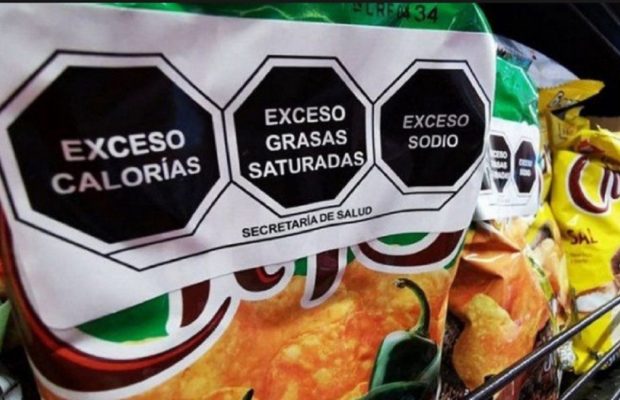 EXCESO
CALORÍAS
EXCESO
GRASAS
SATURADAS
EXCESO
SODIO
SECRETARÍA DE SALUD
SAL